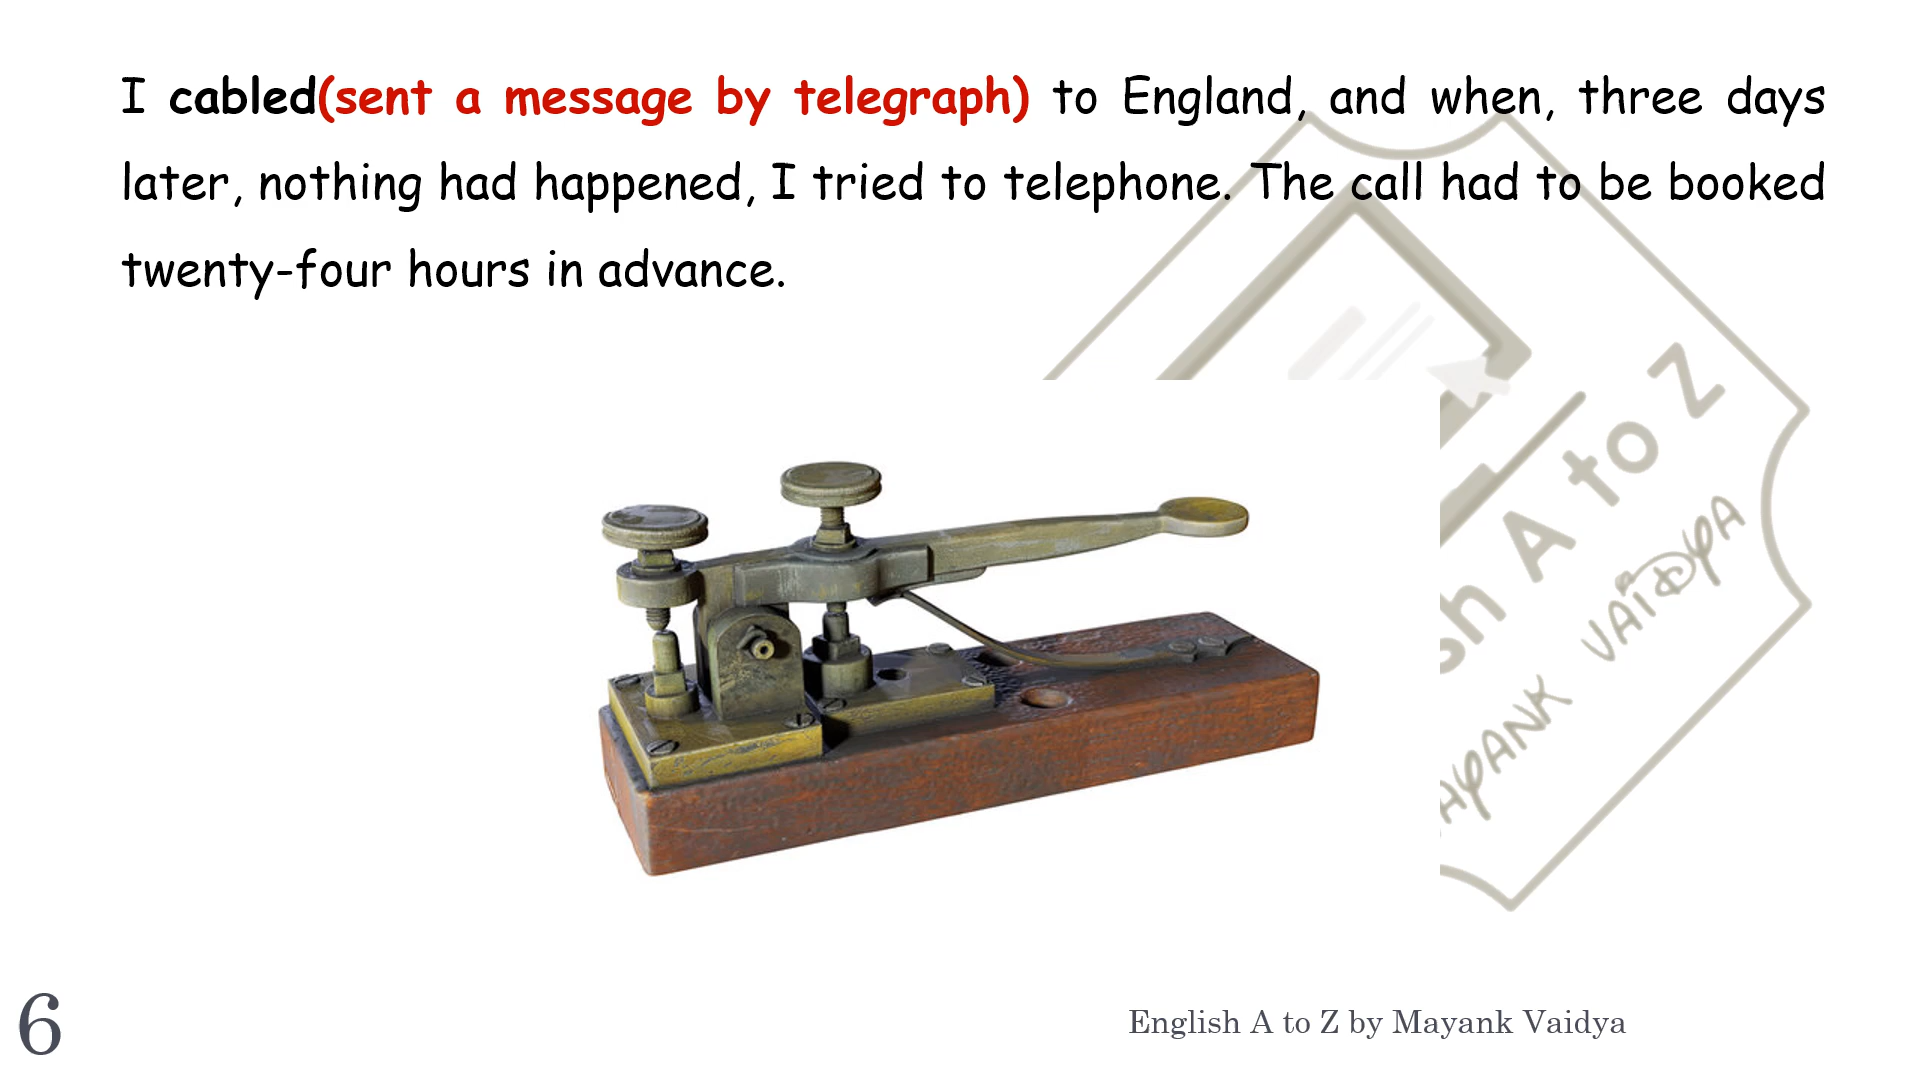 I cabled(sent a message by telegraph) to England, and when, three days
later, nothing had happened, I tried to telephone. The call had to be booked
twenty-four hours in advance.
sh A to Z
VAIDYA
6
English A to Z by Mayank Vaidya